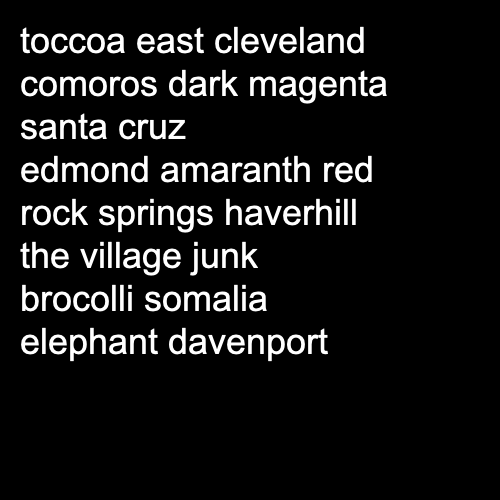 toccoa east cleveland
comoros dark magenta
santa cruz
edmond amaranth red
rock springs haverhill
the village junk
brocolli somalia
elephant davenport